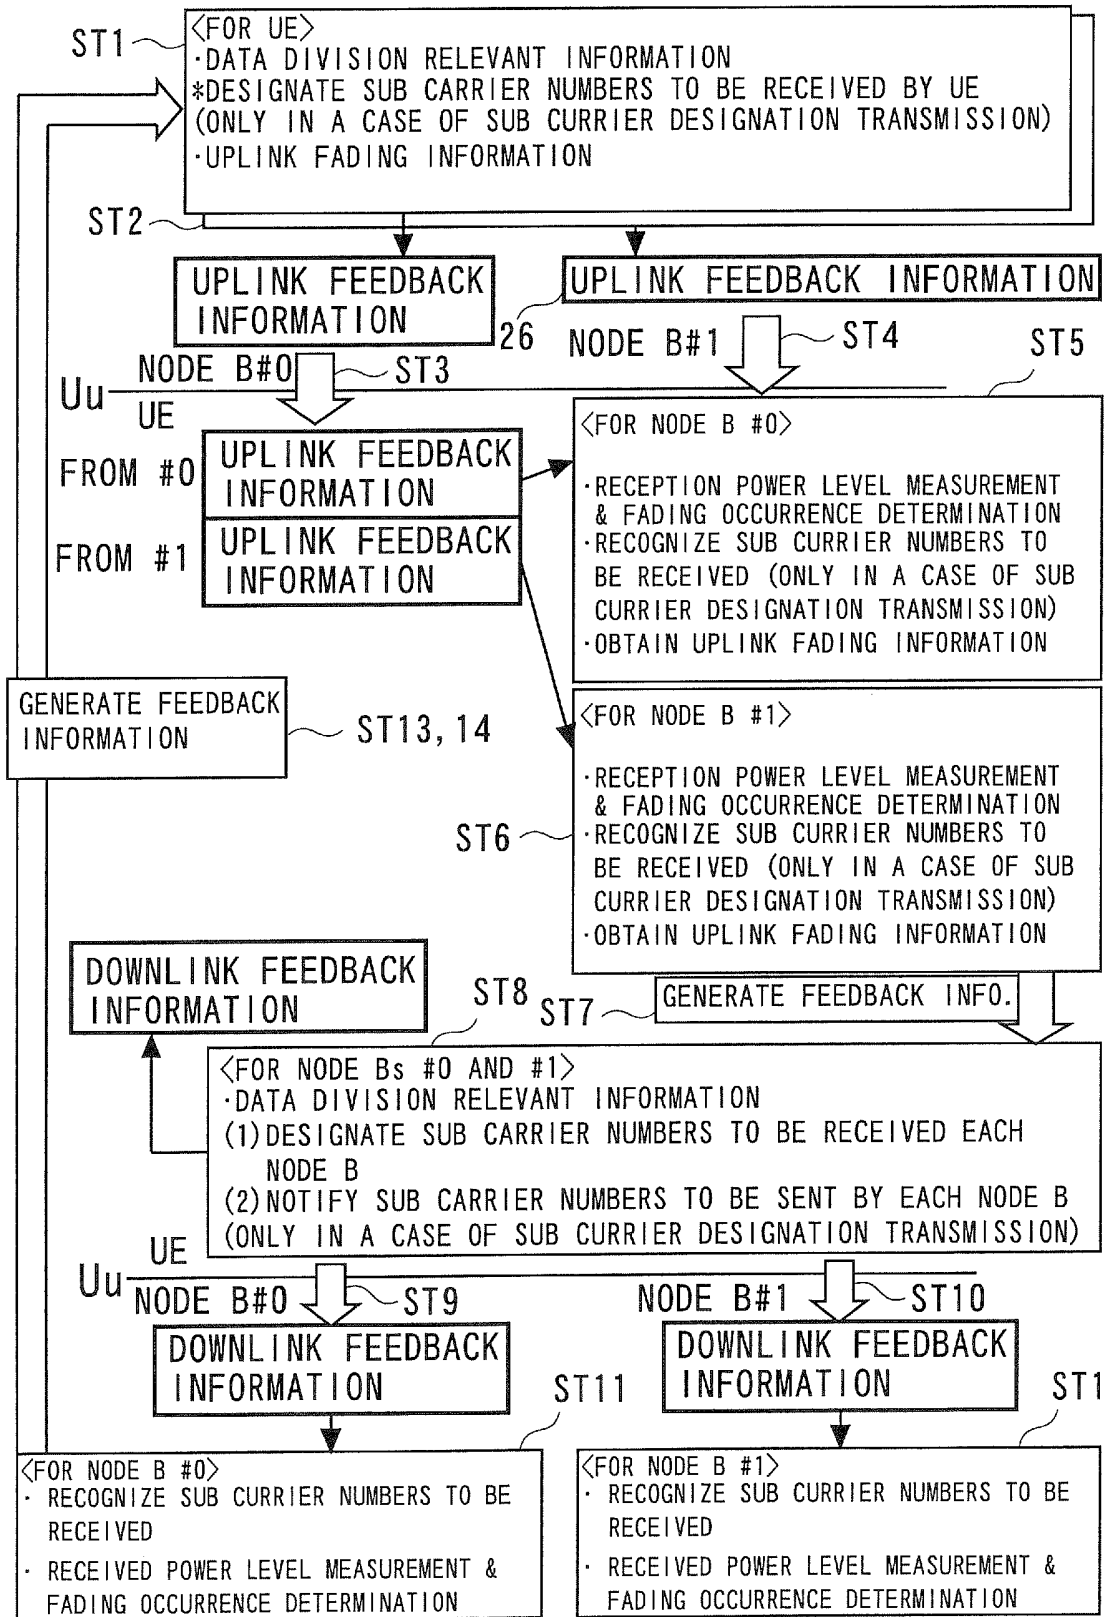 ST1
<FOR UE>
·DATA DIVISION RELEVANT INFORMATION
*DESIGNATE SUB CARRIER NUMBERS TO BE RECEIVED BY UE
(ONLY IN A CASE OF SUB CURRIER DESIGNATION TRANSMISSION)
·UPLINK FADING INFORMATION
ST2
UPLINK FEEDBACK
INFORMATION
UPLINK FEEDBACK INFORMATION
26
NODE B#0
ST3
NODE B#1
ST4
ST5
Uu
UE
FROM #0
UPLINK FEEDBACK
INFORMATION
FROM #1
UPLINK FEEDBACK
INFORMATION
<FOR NODE B #0>
·RECEPTION POWER LEVEL MEASUREMENT
& FADING OCCURRENCE DETERMINATION
·RECOGNIZE SUB CURRIER NUMBERS TO
BE RECEIVED (ONLY IN A CASE OF SUB
CURRIER DESIGNATION TRANSMISSION)
·OBTAIN UPLINK FADING INFORMATION
GENERATE FEEDBACK
INFORMATION
ST13, 14
<FOR NODE B #1>
·RECEPTION POWER LEVEL MEASUREMENT
& FADING OCCURRENCE DETERMINATION
ST6
·RECOGNIZE SUB CURRIER NUMBERS TO
BE RECEIVED (ONLY IN A CASE OF SUB
CURRIER DESIGNATION TRANSMISSION)
·OBTAIN UPLINK FADING INFORMATION
DOWNLINK FEEDBACK
INFORMATION
ST8
ST7
GENERATE FEEDBACK INFO.
<FOR NODE Bs #0 AND #1>
·DATA DIVISION RELEVANT INFORMATION
(1)DESIGNATE SUB CARRIER NUMBERS TO BE RECEIVED EACH
NODE B
(2)NOTIFY SUB CARRIER NUMBERS TO BE SENT BY EACH NODE B
(ONLY IN A CASE OF SUB CURRIER DESIGNATION TRANSMISSION)
UE
Uu
NODE B#0
ST9
NODE B#1
ST10
DOWNLINK FEEDBACK
INFORMATION
DOWNLINK FEEDBACK
INFORMATION
ST11
ST1
<FOR NODE B #0>
· RECOGNIZE SUB CURRIER NUMBERS TO BE
RECEIVED
· RECEIVED POWER LEVEL MEASUREMENT &
FADING OCCURRENCE DETERMINATION
<FOR NODE B #1>
· RECOGNIZE SUB CURRIER NUMBERS TO BE
RECEIVED
· RECEIVED POWER LEVEL MEASUREMENT &
FADING OCCURRENCE DETERMINATION